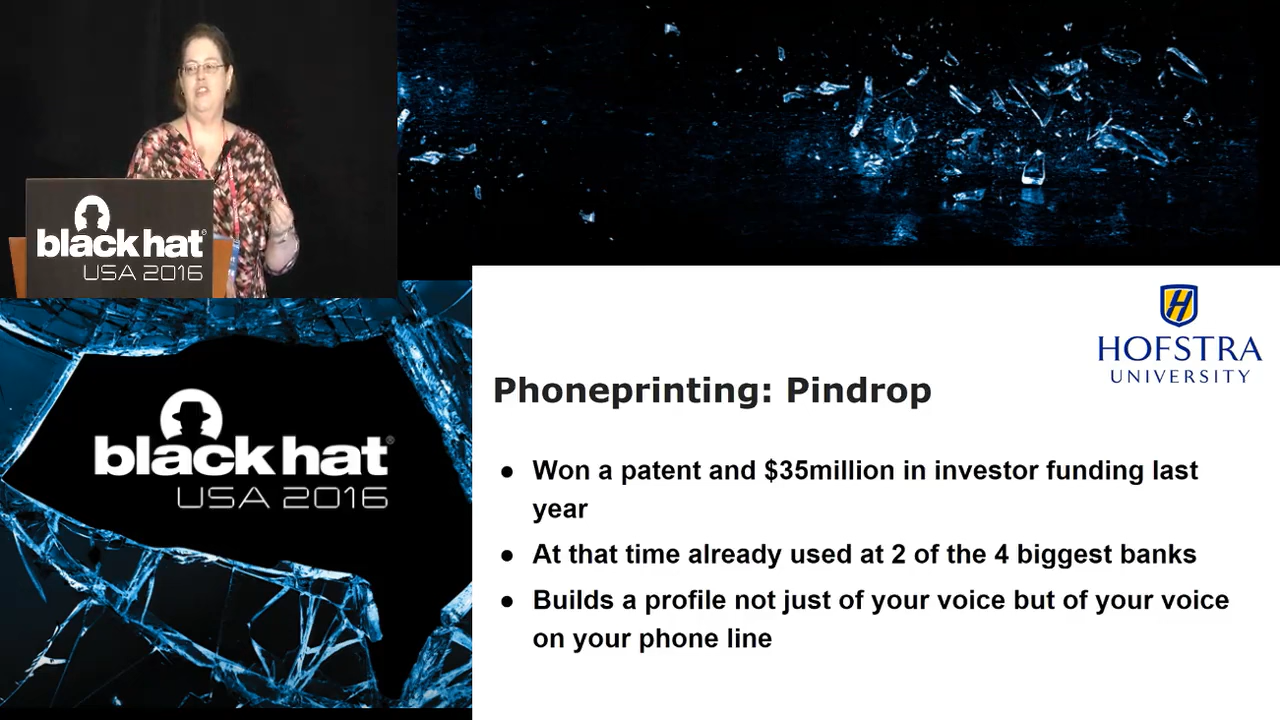 black hat®
USA 2016
black hat®
USA 2016
H
HOFSTRA
UNIVERSITY
Phoneprinting: Pindrop
● Won a patent and $35million in investor funding last
year
● At that time already used at 2 of the 4 biggest banks
● Builds a profile not just of your voice but of your voice
on your phone line